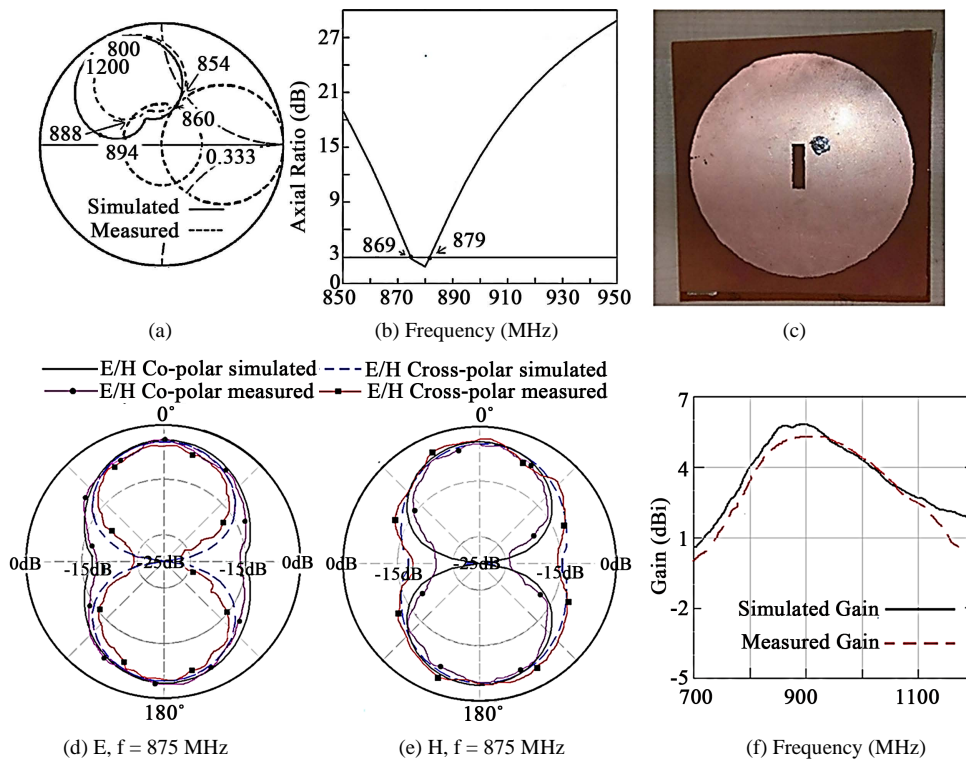 800
1200
854
860
888
894
0.333
Simulated
Measured
(a)
Axial Ratio (dB)
27
21
15
9
3
0
869
879
850 870 890 910 930 950
(b) Frequency (MHz)
(c)
E/H Co-polar simulated E/H Cross-polar simulated
E/H Co-polar measured E/H Cross-polar measured
0°
0dB -15dB -25dB -15dB 0dB
180°
(d) E, f = 875 MHz
0°
0dB -15dB -25dB -15dB 0dB
180°
(e) H, f = 875 MHz
Gain (dBi)
7
4
1
-2
-5
Simulated Gain
Measured Gain
700 900 1100
(f) Frequency (MHz)